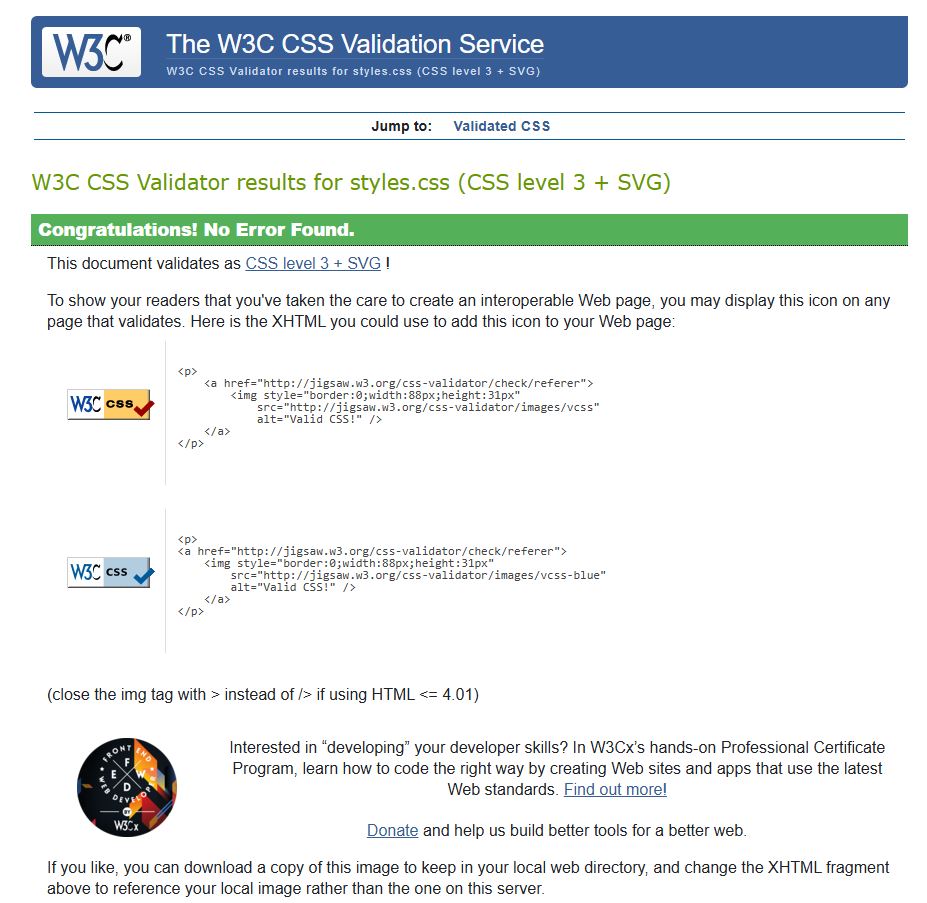 W3C®
The W3C CSS Validation Service
W3C CSS Validator results for styles.css (CSS level 3 + SVG)
Jump to: Validated CSS
W3C CSS Validator results for styles.css (CSS level 3 + SVG)
Congratulations! No Error Found.
This document validates as CSS level 3 + SVG !
To show your readers that you've taken the care to create an interoperable Web page, you may display this icon on any
page that validates. Here is the XHTML you could use to add this icon to your Web page:
W3C css
<p>
<a href="http://jigsaw.w3.org/css-validator/check/referer">
<img style="border:0;width:88px;height:31px"
src="http://jigsaw.w3.org/css-validator/images/vcss"
alt="Valid CSS!" />
</a>
</p>
W3C css
<p>
<a href="http://jigsaw.w3.org/css-validator/check/referer">
<img style="border:0;width:88px;height:31px"
src="http://jigsaw.w3.org/css-validator/images/vcss-blue"
alt="Valid CSS!" />
</a>
</p>
(close the img tag with > instead of /> if using HTML <= 4.01)
FRONT END
F
E W
D
WEB DEVELOPER
BY
W3Cx
Interested in “developing” your developer skills? In W3Cx’s hands-on Professional Certificate
Program, learn how to code the right way by creating Web sites and apps that use the latest
Web standards. Find out more!
Donate and help us build better tools for a better web.
If you like, you can download a copy of this image to keep in your local web directory, and change the XHTML fragment
above to reference your local image rather than the one on this server.